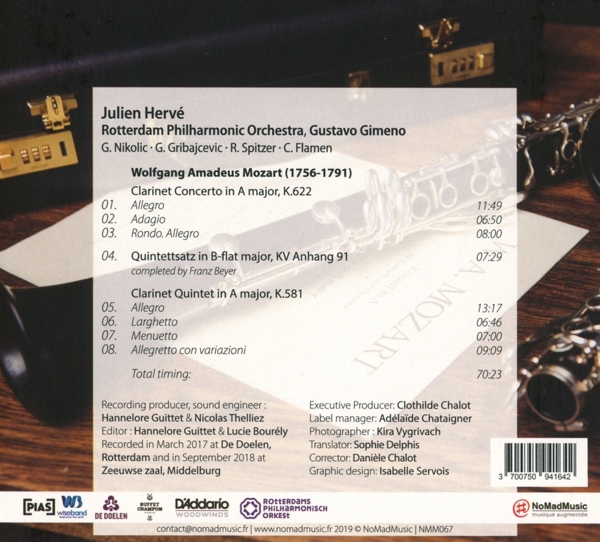 Julien Hervé
Rotterdam Philharmonic Orchestra, Gustavo Gimeno
G. Nikolic · G. Gribajcevic · R. Spitzer · C. Flamen
Wolfgang Amadeus Mozart (1756-1791)
Clarinet Concerto in A major, K.622
01. Allegro 11:49
02. Adagio 06:50
03. Rondo. Allegro 08:00
04. Quintettsatz in B-flat major, KV Anhang 91 07:29
completed by Franz Beyer
Clarinet Quintet in A major, K.581
05. Allegro 13:17
06. Larghetto 06:46
07. Menuetto 07:00
08. Allegretto con variazioni 09:09
Total timing: 70:23
W. A. MOZART
Recording producer, sound engineer :
Hannelore Guittet & Nicolas Thelliez
Editor : Hannelore Guittet & Lucie Bourély
Recorded in March 2017 at De Doelen,
Rotterdam and in September 2018 at
Zeeuwse zaal, Middelburg
Executive Producer: Clothilde Chalot
Label manager: Adélaïde Chataigner
Photographer : Kira Vygrivach
Translator: Sophie Delphis
Corrector: Danièle Chalot
Graphic design: Isabelle Servois
3 700750 941642
[PIAS]
wiseband
DE DOELEN
BUFFET
CRAMPON
PARIS
D'Addario
WOODWINDS
ROTTERDAMS
PHILHARMONISCH
ORKEST
NoMadMusic
musique augmentée
contact@nomadmusic.fr | www.nomadmusic.fr 2019 © NoMadMusic | NMM067